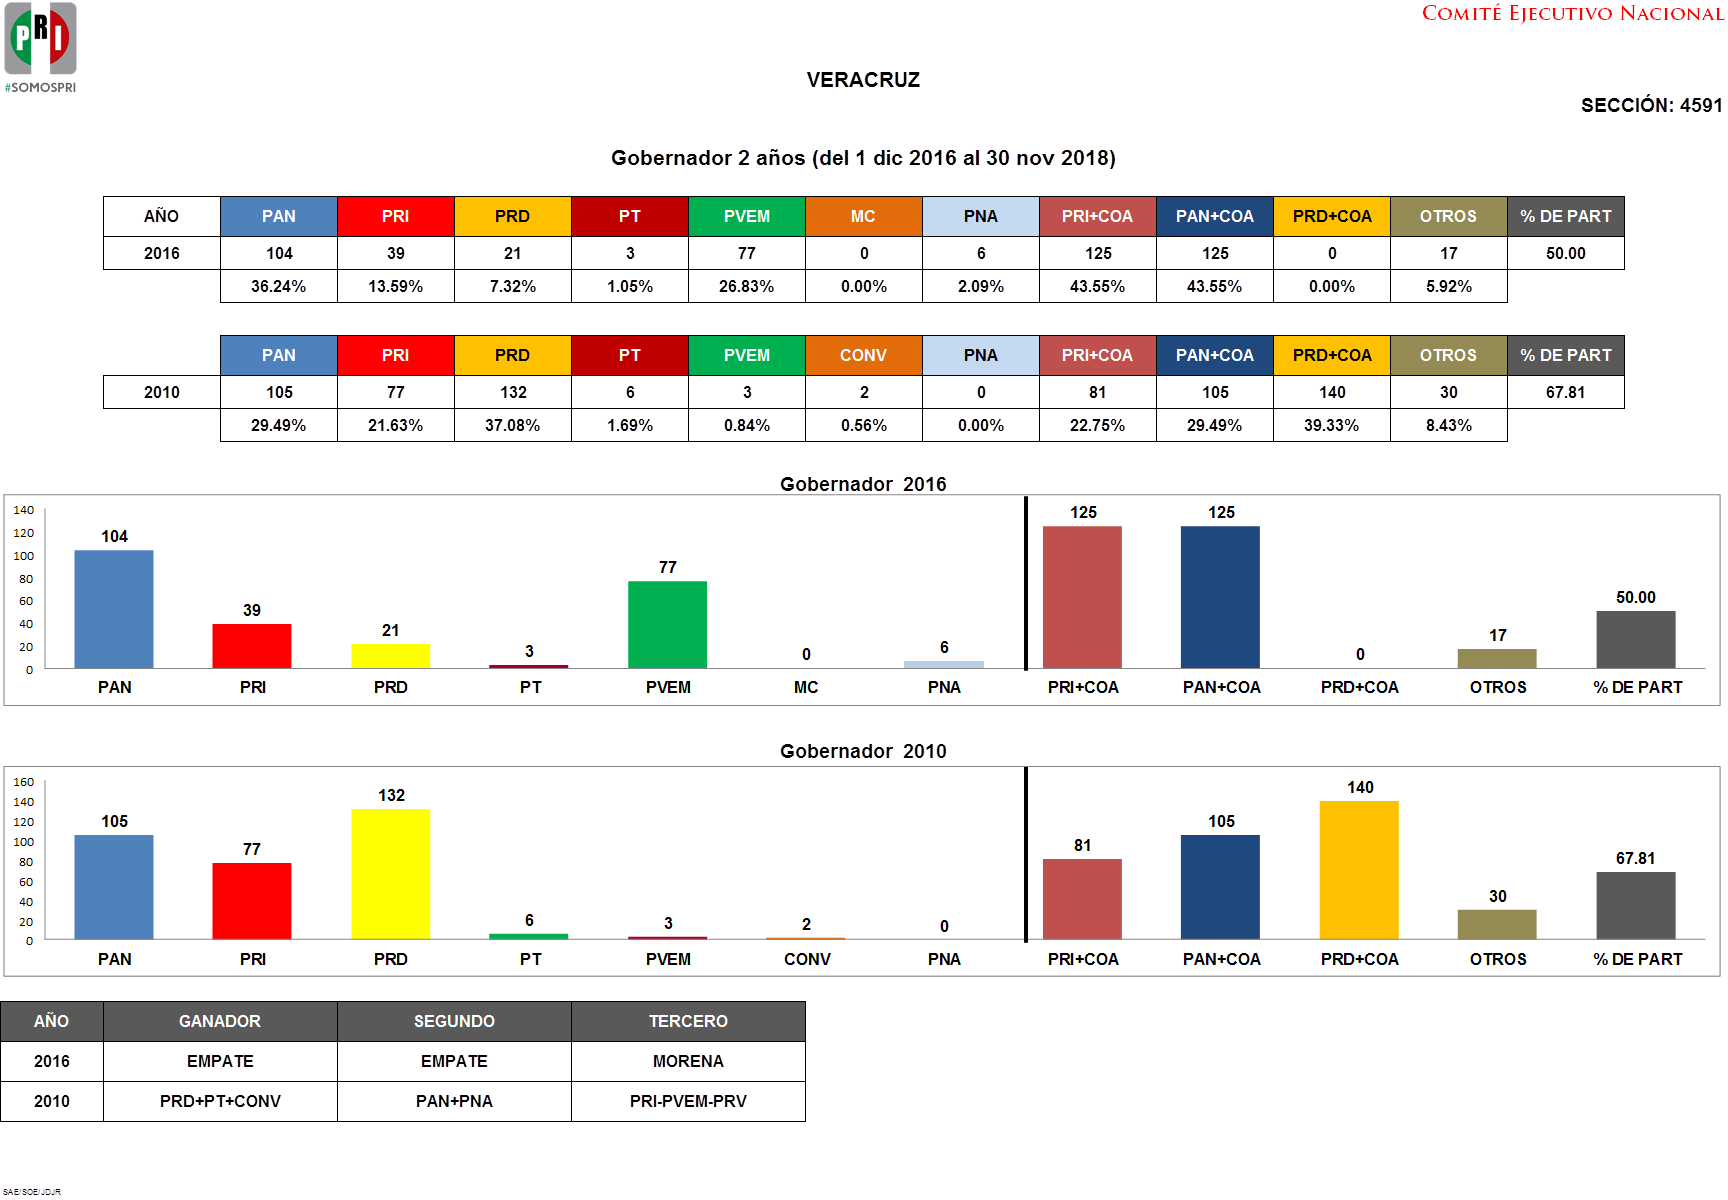 PRI
#SOMOSPRI
COMITÉ EJECUTIVO NACIONAL
VERACRUZ
SECCIÓN: 4591
Gobernador 2 años (del 1 dic 2016 al 30 nov 2018)
AÑO PAN PRI PRD PT PVEM MC PNA PRI+COA PAN+COA PRD+COA OTROS % DE PART
2016 104 39 21 3 77 0 6 125 125 0 17 50.00
36.24% 13.59% 7.32% 1.05% 26.83% 0.00% 2.09% 43.55% 43.55% 0.00% 5.92%
PAN PRI PRD PT PVEM CONV PNA PRI+COA PAN+COA PRD+COA OTROS % DE PART
2010 105 77 132 6 3 2 0 81 105 140 30 67.81
29.49% 21.63% 37.08% 1.69% 0.84% 0.56% 0.00% 22.75% 29.49% 39.33% 8.43%
Gobernador 2016
140
120
100
80
60
40
20
0
104 39 21 3 77 0 6 125 125 0 17 50.00
PAN PRI PRD PT PVEM MC PNA PRI+COA PAN+COA PRD+COA OTROS % DE PART
Gobernador 2010
160
140
120
100
80
60
40
20
0
105 77 132 6 3 2 0 81 105 140 30 67.81
PAN PRI PRD PT PVEM CONV PNA PRI+COA PAN+COA PRD+COA OTROS % DE PART
AÑO GANADOR SEGUNDO TERCERO
2016 EMPATE EMPATE MORENA
2010 PRD+PT+CONV PAN+PNA PRI-PVEM-PRV
SAE/SOE/JDJR